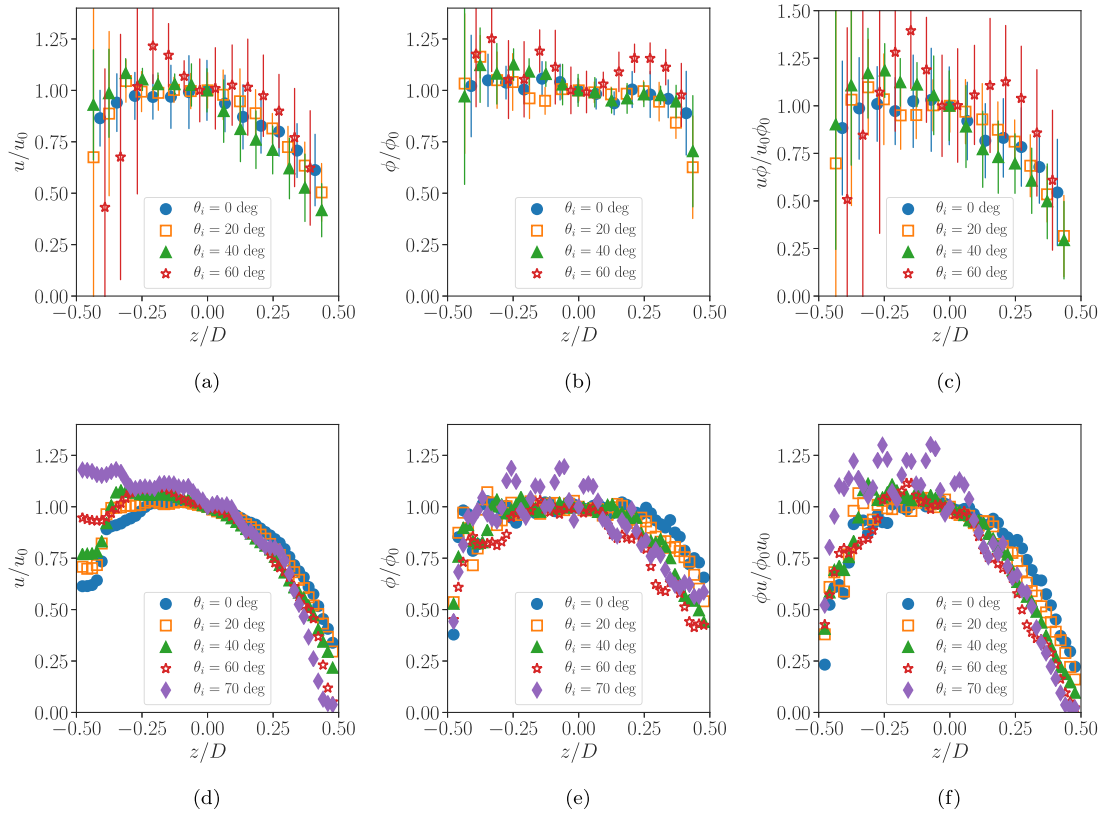 1.25
1.00
0.75
0.50
0.25
0.00
u/u₀
θᵢ = 0 deg
θᵢ = 20 deg
θᵢ = 40 deg
θᵢ = 60 deg
−0.50 −0.25 0.00 0.25 0.50
z/D
(a)
1.25
1.00
0.75
0.50
0.25
0.00
ϕ/ϕ₀
θᵢ = 0 deg
θᵢ = 20 deg
θᵢ = 40 deg
θᵢ = 60 deg
−0.50 −0.25 0.00 0.25 0.50
z/D
(b)
1.50
1.25
1.00
0.75
0.50
0.25
0.00
uϕ/u₀ϕ₀
θᵢ = 0 deg
θᵢ = 20 deg
θᵢ = 40 deg
θᵢ = 60 deg
−0.50 −0.25 0.00 0.25 0.50
z/D
(c)
1.25
1.00
0.75
0.50
0.25
0.00
u/u₀
θᵢ = 0 deg
θᵢ = 20 deg
θᵢ = 40 deg
θᵢ = 60 deg
θᵢ = 70 deg
−0.50 −0.25 0.00 0.25 0.50
z/D
(d)
1.25
1.00
0.75
0.50
0.25
0.00
ϕ/ϕ₀
θᵢ = 0 deg
θᵢ = 20 deg
θᵢ = 40 deg
θᵢ = 60 deg
θᵢ = 70 deg
−0.50 −0.25 0.00 0.25 0.50
z/D
(e)
1.25
1.00
0.75
0.50
0.25
0.00
ϕu/ϕ₀u₀
θᵢ = 0 deg
θᵢ = 20 deg
θᵢ = 40 deg
θᵢ = 60 deg
θᵢ = 70 deg
−0.50 −0.25 0.00 0.25 0.50
z/D
(f)